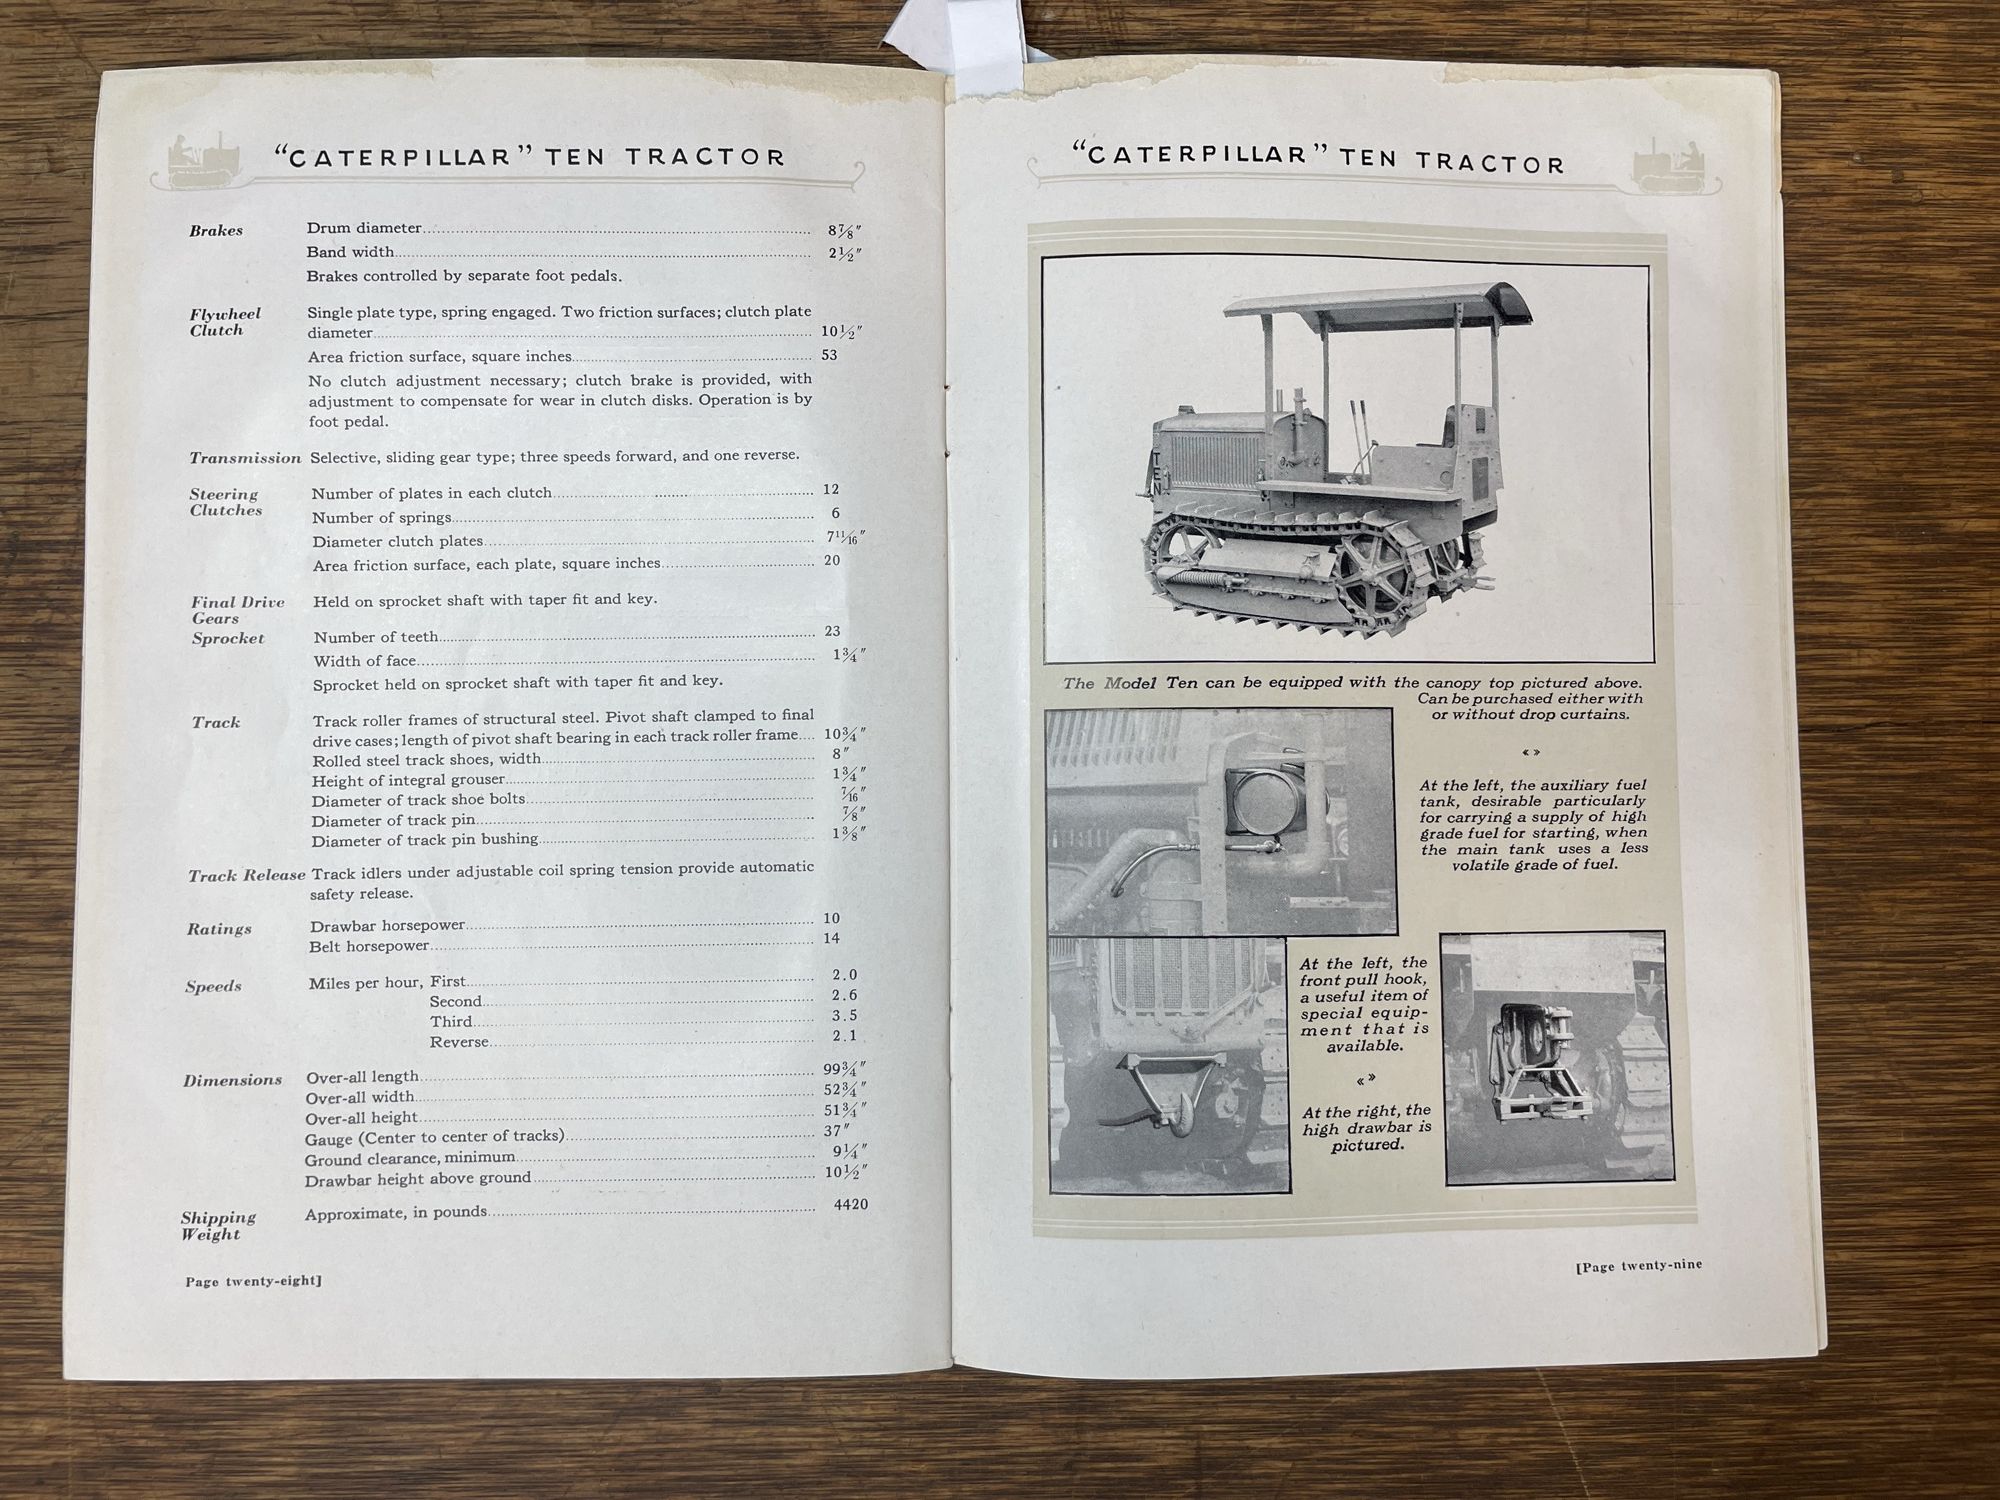 "CATERPILLAR" TEN TRACTOR
Brakes Drum diameter 8⅞"
Band width 2½"
Brakes controlled by separate foot pedals.
Flywheel Clutch Single plate type, spring engaged. Two friction surfaces; clutch plate
diameter 10½"
Area friction surface, square inches 53
No clutch adjustment necessary; clutch brake is provided, with
adjustment to compensate for wear in clutch disks. Operation is by
foot pedal.
Transmission Selective, sliding gear type; three speeds forward, and one reverse.
Steering Clutches Number of plates in each clutch 12
Number of springs 6
Diameter clutch plates 7 11/16"
Area friction surface, each plate, square inches 20
Final Drive Gears Held on sprocket shaft with taper fit and key.
Sprocket Number of teeth 23
Width of face 1¾"
Sprocket held on sprocket shaft with taper fit and key.
Track Track roller frames of structural steel. Pivot shaft clamped to final
drive cases; length of pivot shaft bearing in each track roller frame 10¾"
Rolled steel track shoes, width 8"
Height of integral grouser 1¾"
Diameter of track shoe bolts 7/16"
Diameter of track pin ⅞"
Diameter of track pin bushing 1⅜"
Track Release Track idlers under adjustable coil spring tension provide automatic
safety release.
Ratings Drawbar horsepower 10
Belt horsepower 14
Speeds Miles per hour, First 2.0
Second 2.6
Third 3.5
Reverse 2.1
Dimensions Over-all length 99¾"
Over-all width 52¾"
Over-all height 51¾"
Gauge (Center to center of tracks) 37"
Ground clearance, minimum 9¼"
Drawbar height above ground 10½"
Shipping Weight Approximate, in pounds 4420
Page twenty-eight]
"CATERPILLAR" TEN TRACTOR
TEN
The Model Ten can be equipped with the canopy top pictured above.
Can be purchased either with
or without drop curtains.
« »
At the left, the auxiliary fuel
tank, desirable particularly
for carrying a supply of high
grade fuel for starting, when
the main tank uses a less
volatile grade of fuel.
At the left, the
front pull hook,
a useful item of
special equip-
ment that is
available.
« »
At the right, the
high drawbar is
pictured.
[Page twenty-nine